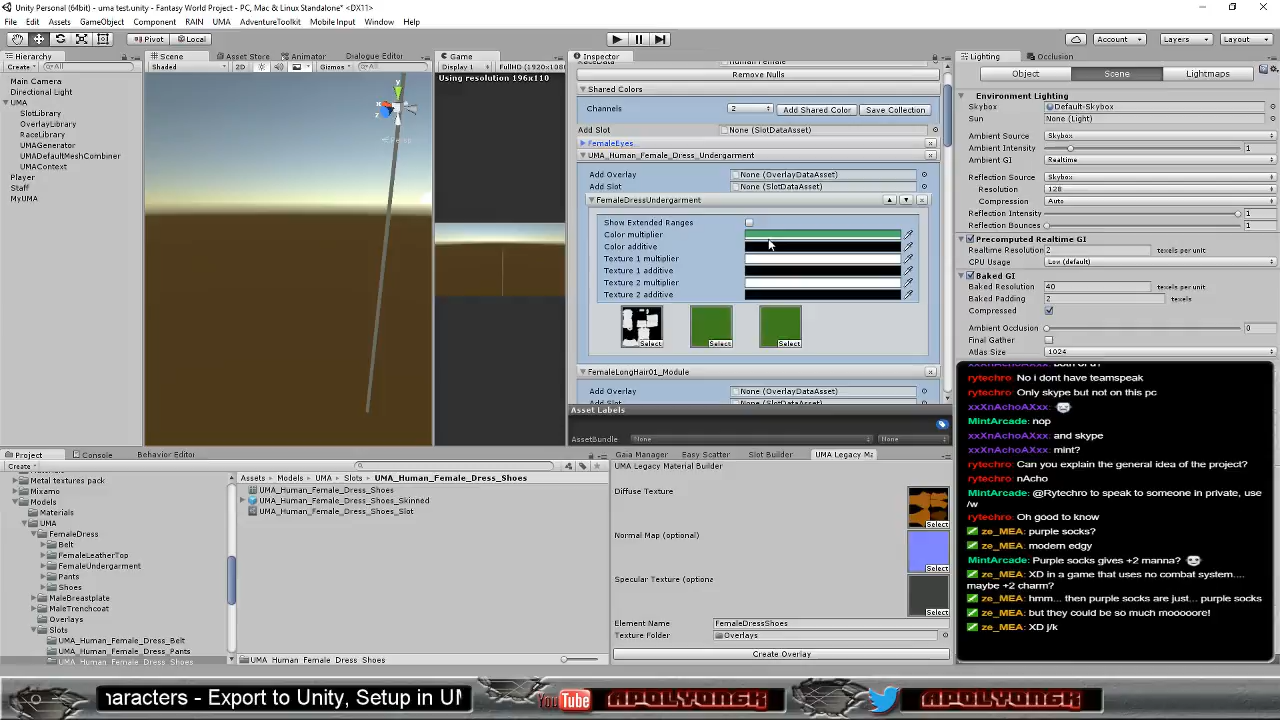 Unity Personal (64bit) - uma test.unity - Fantasy World Project - PC, Mac & Linux Standalone* <DX11>
File Edit Assets GameObject Component RAIN UMA AdventureToolkit Mobile Input Window Help
Pivot Local Account Layers Layout
Hierarchy Scene Asset Store Animator Dialogue Editor Game Inspector Lighting Occlusion
Create All Shaded 2D Gizmos All Display 1 FullHD (1920x108
Using resolution 196x110
Main Camera
Directional Light
UMA
SlotLibrary
OverlayLibrary
RaceLibrary
UMAGenerator
UMADefaultMeshCombiner
UMAContext
Player
Staff
MyUMA
y
x
z
Persp
Remove Nulls
Shared Colors
Channels 2 Add Shared Color Save Collection
Add Slot None (SlotDataAsset)
FemaleEyes x
UMA_Human_Female_Dress_Undergarment x
Add Overlay None (OverlayDataAsset)
Add Slot None (SlotDataAsset)
FemaleDressUndergarment
Show Extended Ranges
Color multiplier
Color additive
Texture 1 multiplier
Texture 1 additive
Texture 2 multiplier
Texture 2 additive
Select Select Select
FemaleLongHair01_Module x
Add Overlay None (OverlayDataAsset)
Add Slot None (SlotDataAsset)
Asset Labels
AssetBundle None None
Object Scene Lightmaps
Environment Lighting
Skybox Default-Skybox
Sun None (Light)
Ambient Source Skybox
Ambient Intensity 1
Ambient GI Realtime
Reflection Source Skybox
Resolution 128
Compression Auto
Reflection Intensity 1
Reflection Bounces 1
Precomputed Realtime GI
Realtime Resolution 2 texels per unit
CPU Usage Low (default)
Baked GI
Baked Resolution 40 texels per unit
Baked Padding 2 texels
Compressed
Ambient Occlusion 0
Final Gather
Atlas Size 1024
rytechro: No i dont have teamspeak
rytechro: Only skype but not on this pc
xxXnAchoAXxx:
MintArcade: nop
xxXnAchoAXxx: and skype
xxXnAchoAXxx: mint?
rytechro: Can you explain the general idea of the project?
rytechro: nAcho
MintArcade: @Rytechro to speak to someone in private, use
/w
rytechro: Oh good to know
ze_MEA: purple socks?
ze_MEA: modern edgy
MintArcade: Purple socks gives +2 manna?
ze_MEA: XD in a game that uses no combat system....
maybe +2 charm?
ze_MEA: hmm... then purple socks are just... purple socks
ze_MEA: but they could be so much mooooore!
ze_MEA: XD j/k
Project Console Behavior Editor
Create
Metal textures pack
Mixamo
Models
Materials
UMA
FemaleDress
Belt
FemaleLeatherTop
FemaleUndergarment
Pants
Shoes
MaleBreastplate
MaleTrenchcoat
Overlays
Slots
UMA_Human_Female_Dress_Belt
UMA_Human_Female_Dress_Pants
UMA_Human_Female_Dress_Shoes
Assets Models UMA Slots UMA_Human_Female_Dress_Shoes
UMA_Human_Female_Dress_Shoes
UMA_Human_Female_Dress_Shoes_Skinned
UMA_Human_Female_Dress_Shoes_Slot
UMA_Human_Female_Dress_Shoes
Gaia Manager Easy Scatter Slot Builder UMA Legacy Ma
UMA Legacy Material Builder
Diffuse Texture Select
Normal Map (optional) Select
Specular Texture (optiona Select
Element Name FemaleDressShoes
Texture Folder Overlays
Create Overlay
haracters - Export to Unity, Setup in UM
YouTube APOLYONGK APOLYONGK